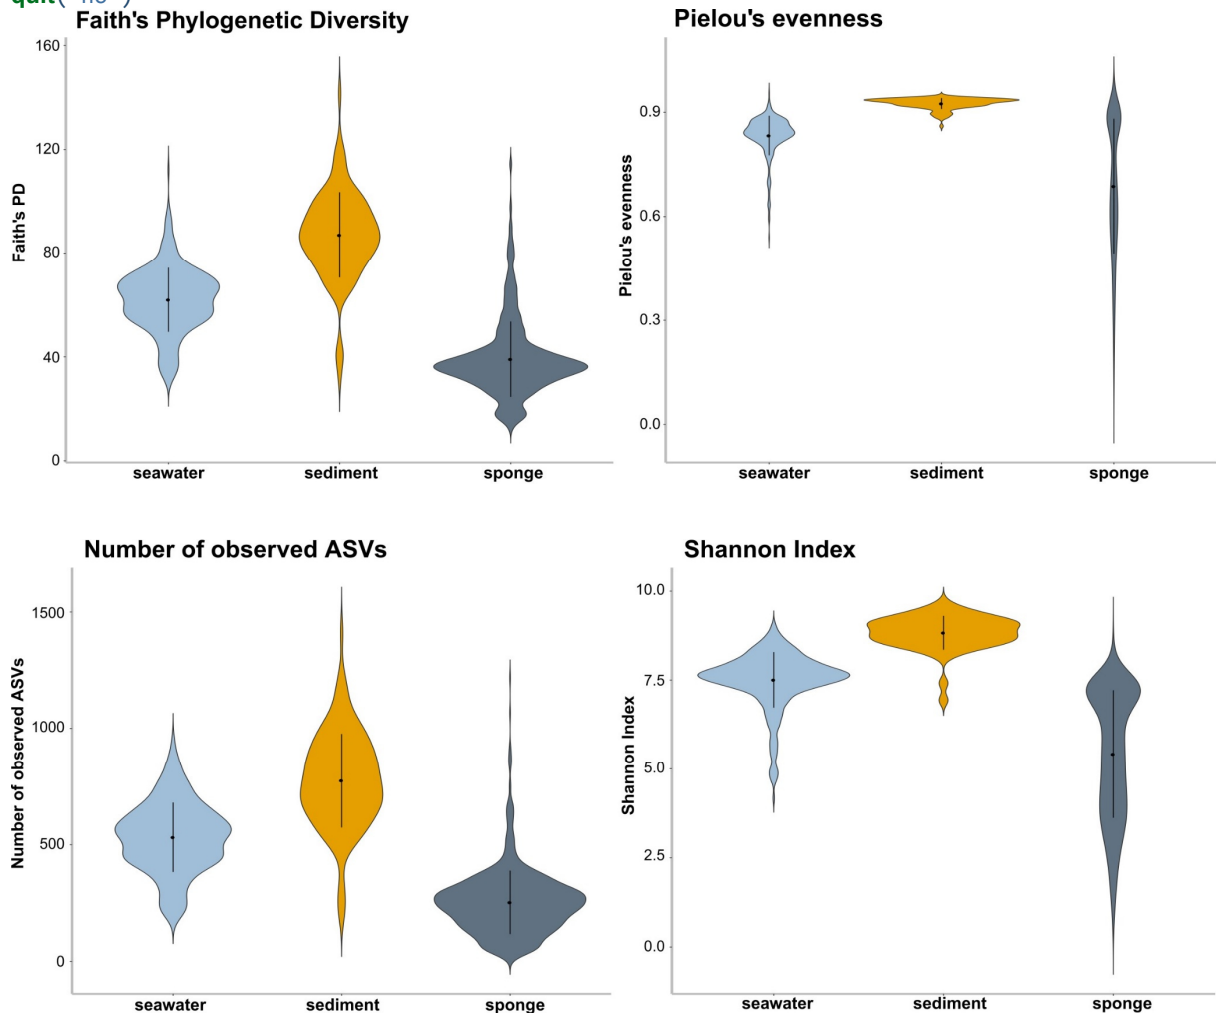 Faith's Phylogenetic Diversity
160
120
80
40
0
Faith's PD
seawater sediment sponge
Pielou's evenness
0.9
0.6
0.3
0.0
Pielou's evenness
seawater sediment sponge
Number of observed ASVs
1500
1000
500
0
Number of observed ASVs
seawater sediment sponge
Shannon Index
10.0
7.5
5.0
2.5
0.0
Shannon Index
seawater sediment sponge